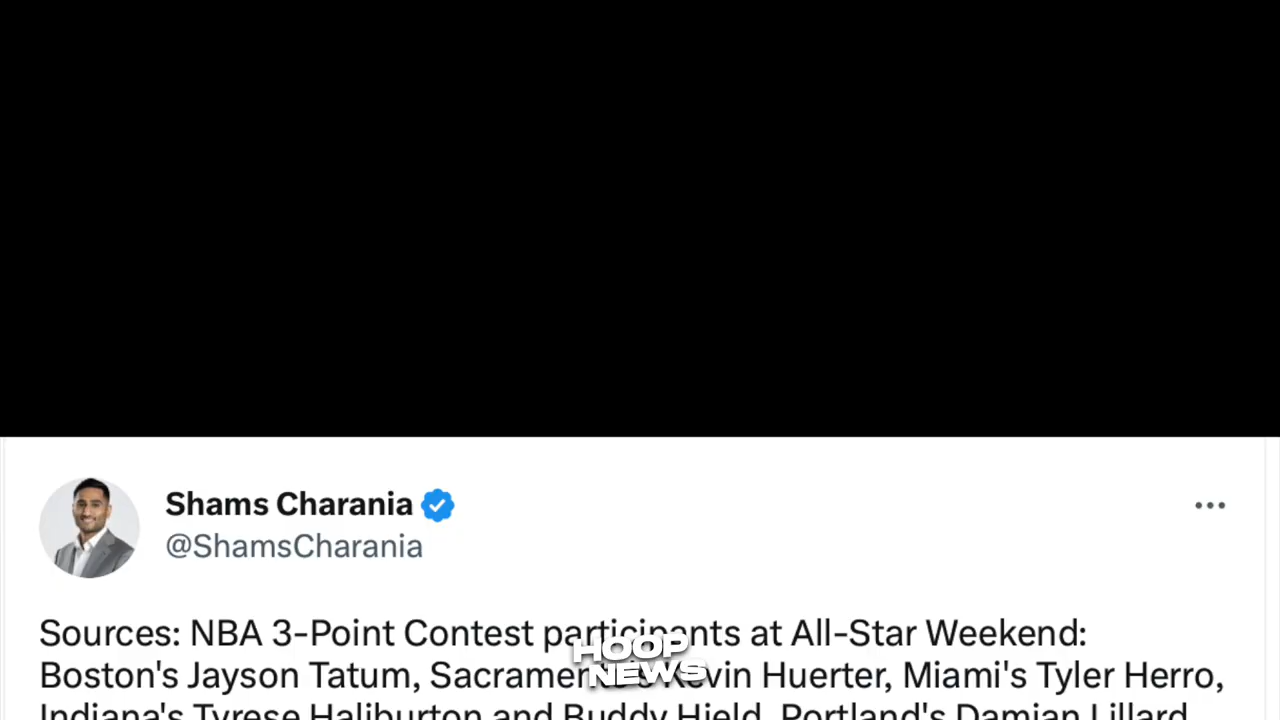 Shams Charania
@ShamsCharania
Sources: NBA 3-Point Contest participants at All-Star Weekend:
Boston's Jayson Tatum, Sacramento's Kevin Huerter, Miami's Tyler Herro,
Indiana's Tyrese Haliburton and Buddy Hield, Portland's Damian Lillard
HOOP
NEWS